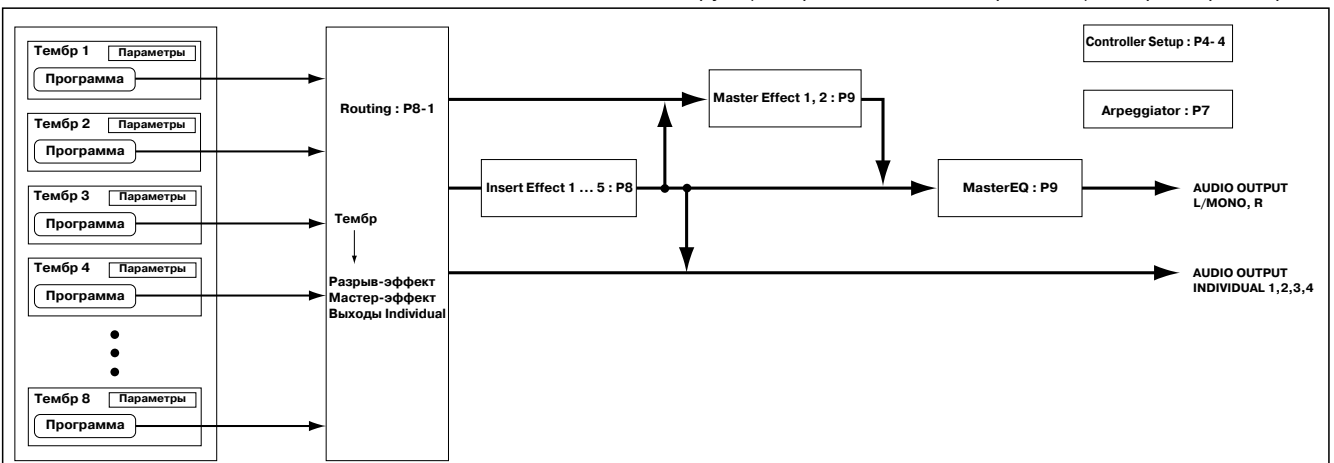 Тембр 1
Параметры
Программа
Тембр 2
Параметры
Программа
Тембр 3
Параметры
Программа
Тембр 4
Параметры
Программа
Тембр 8
Параметры
Программа
Routing : P8-1
Тембр
Разрыв-эффект
Мастер-эффект
Выходы Individual
Insert Effect 1 ... 5 : P8
Master Effect 1, 2 : P9
MasterEQ : P9
Controller Setup : P4- 4
Arpeggiator : P7
AUDIO OUTPUT
L/MONO, R
AUDIO OUTPUT
INDIVIDUAL 1,2,3,4